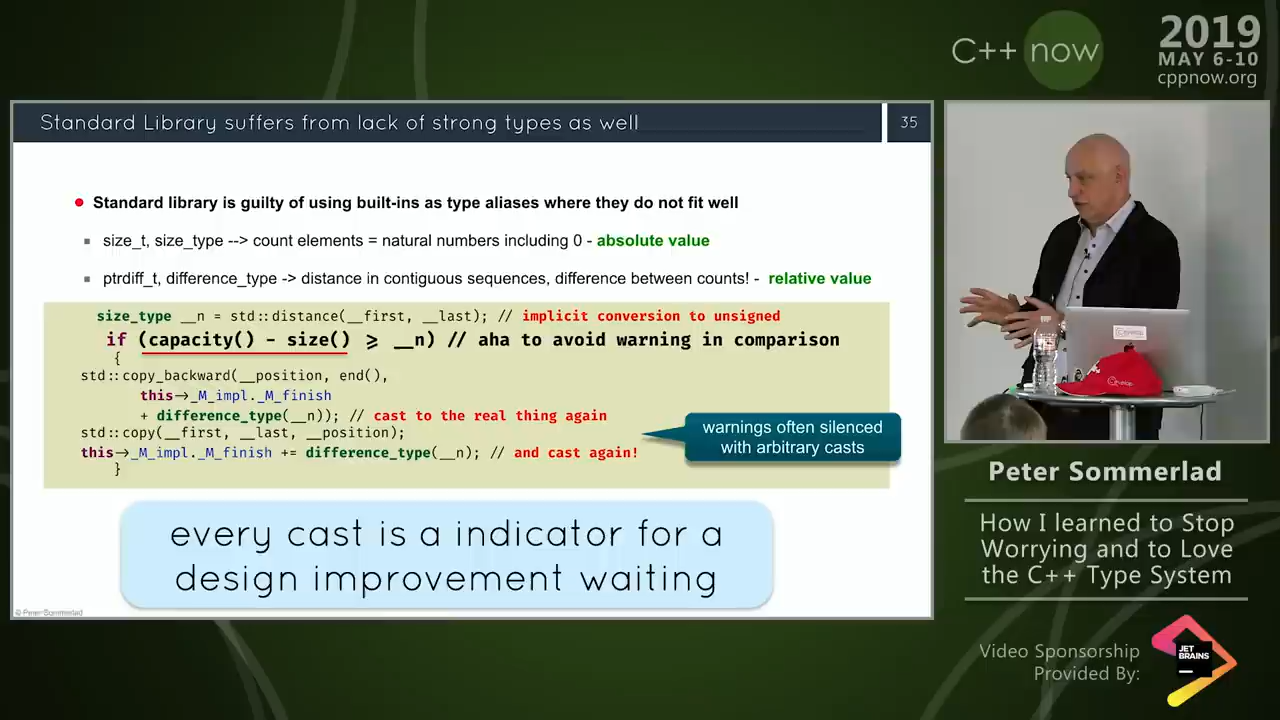 C++ now
2019
MAY 6-10
cppnow.org
Standard Library suffers from lack of strong types as well
35
Standard library is guilty of using built-ins as type aliases where they do not fit well
size_t, size_type --> count elements = natural numbers including 0 - absolute value
ptrdiff_t, difference_type -> distance in contiguous sequences, difference between counts! - relative value
size_type __n = std::distance(__first, __last); // implicit conversion to unsigned
if (capacity() - size() ≥ __n) // aha to avoid warning in comparison
{
std::copy_backward(__position, end(),
this→_M_impl._M_finish
+ difference_type(__n)); // cast to the real thing again
std::copy(__first, __last, __position);
this→_M_impl._M_finish += difference_type(__n); // and cast again!
}
warnings often silenced
with arbitrary casts
every cast is a indicator for a
design improvement waiting
© Peter Sommerlad
Peter Sommerlad
How I learned to Stop
Worrying and to Love
the C++ Type System
Video Sponsorship
Provided By:
JET
BRAINS